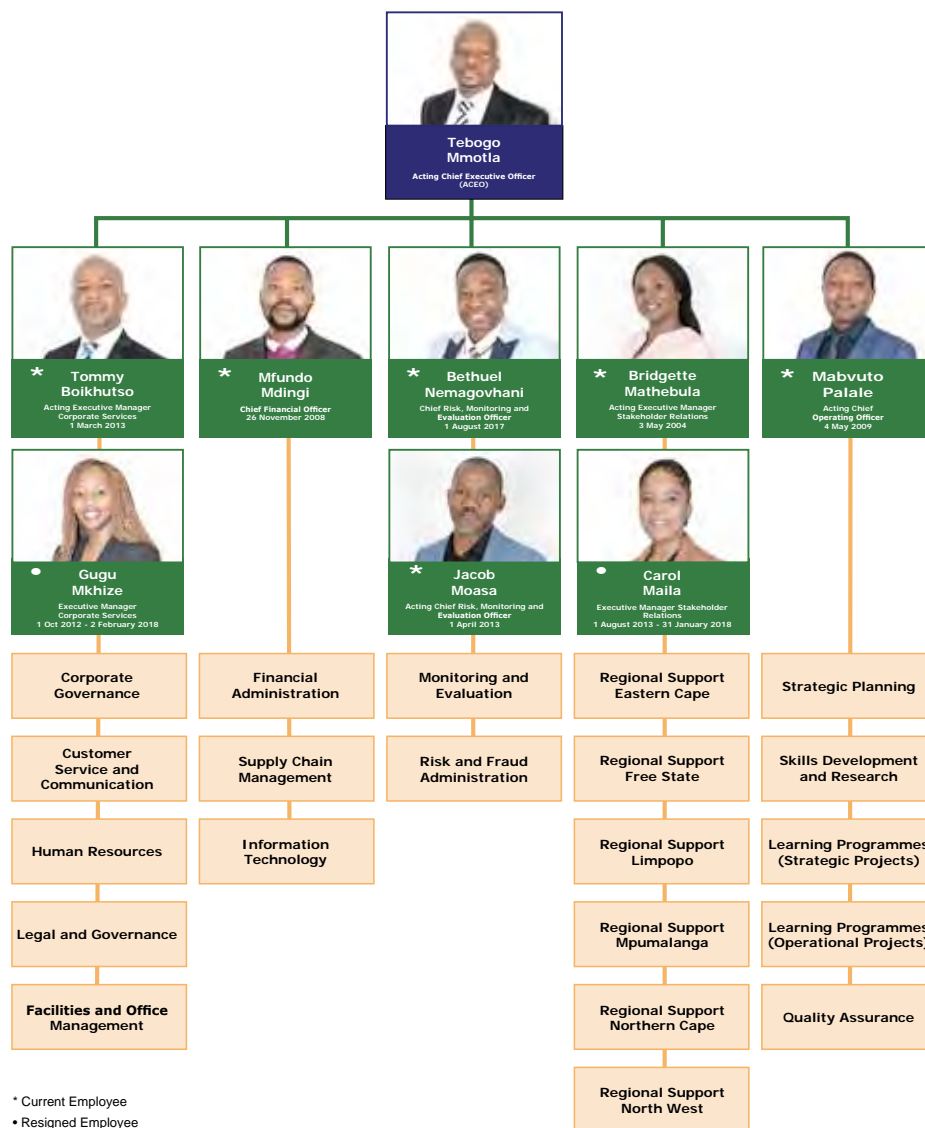 Tebogo
Mmotla
Acting Chief Executive Officer
(ACEO)
* Tommy
Boikhutso
Acting Executive Manager
Corporate Services
1 March 2013
* Mfundo
Mdingi
Chief Financial Officer
26 November 2008
* Bethuel
Nemagovhani
Chief Risk, Monitoring and
Evaluation Officer
1 August 2017
* Bridgette
Mathebula
Acting Executive Manager
Stakeholder Relations
3 May 2004
* Mabvuto
Palale
Acting Chief
Operating Officer
4 May 2009
• Gugu
Mkhize
Executive Manager
Corporate Services
1 Oct 2012 - 2 February 2018
* Jacob
Moasa
Acting Chief Risk, Monitoring and
Evaluation Officer
1 April 2013
• Carol
Maila
Executive Manager Stakeholder
Relations
1 August 2013 - 31 January 2018
Corporate
Governance
Financial
Administration
Monitoring and
Evaluation
Regional Support
Eastern Cape
Strategic Planning
Customer
Service and
Communication
Supply Chain
Management
Risk and Fraud
Administration
Regional Support
Free State
Skills Development
and Research
Human Resources
Information
Technology
Regional Support
Limpopo
Learning Programmes
(Strategic Projects)
Legal and Governance
Regional Support
Mpumalanga
Learning Programmes
(Operational Projects)
Facilities and Office
Management
Regional Support
Northern Cape
Quality Assurance
Regional Support
North West
* Current Employee
• Resigned Employee